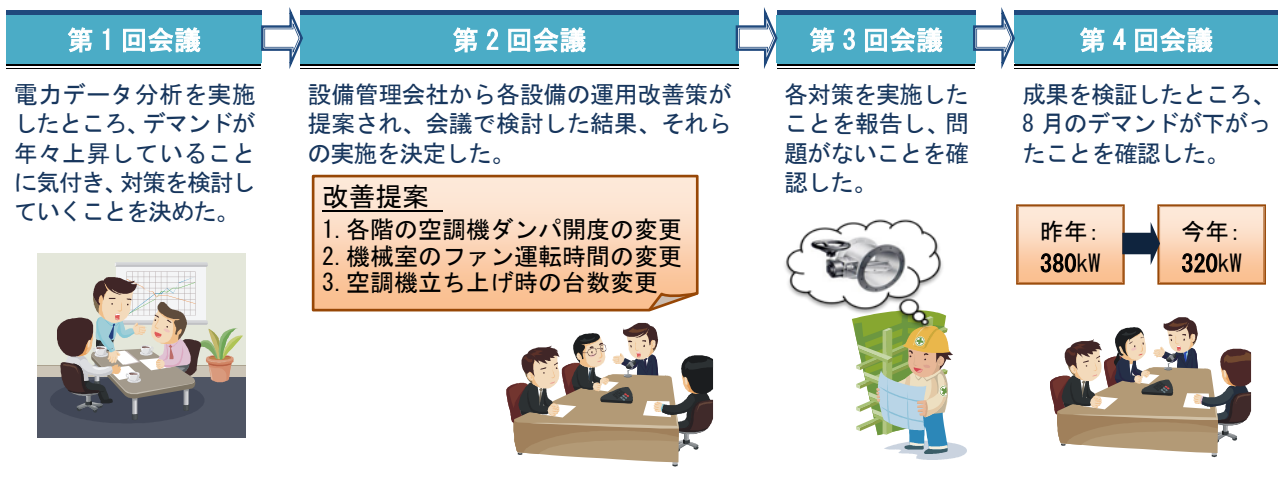 第1回会議
電力データ分析を実施
したところ、デマンドが
年々上昇していること
に気付き、対策を検討し
ていくことを決めた。
第2回会議
設備管理会社から各設備の運用改善策が
提案され、会議で検討した結果、それら
の実施を決定した。
改善提案
1. 各階の空調機ダンパ開度の変更
2. 機械室のファン運転時間の変更
3. 空調機立ち上げ時の台数変更
第3回会議
各対策を実施した
ことを報告し、問
題がないことを確
認した。
第4回会議
成果を検証したところ、
8月のデマンドが下がっ
たことを確認した。
昨年:
380kW
今年:
320kW